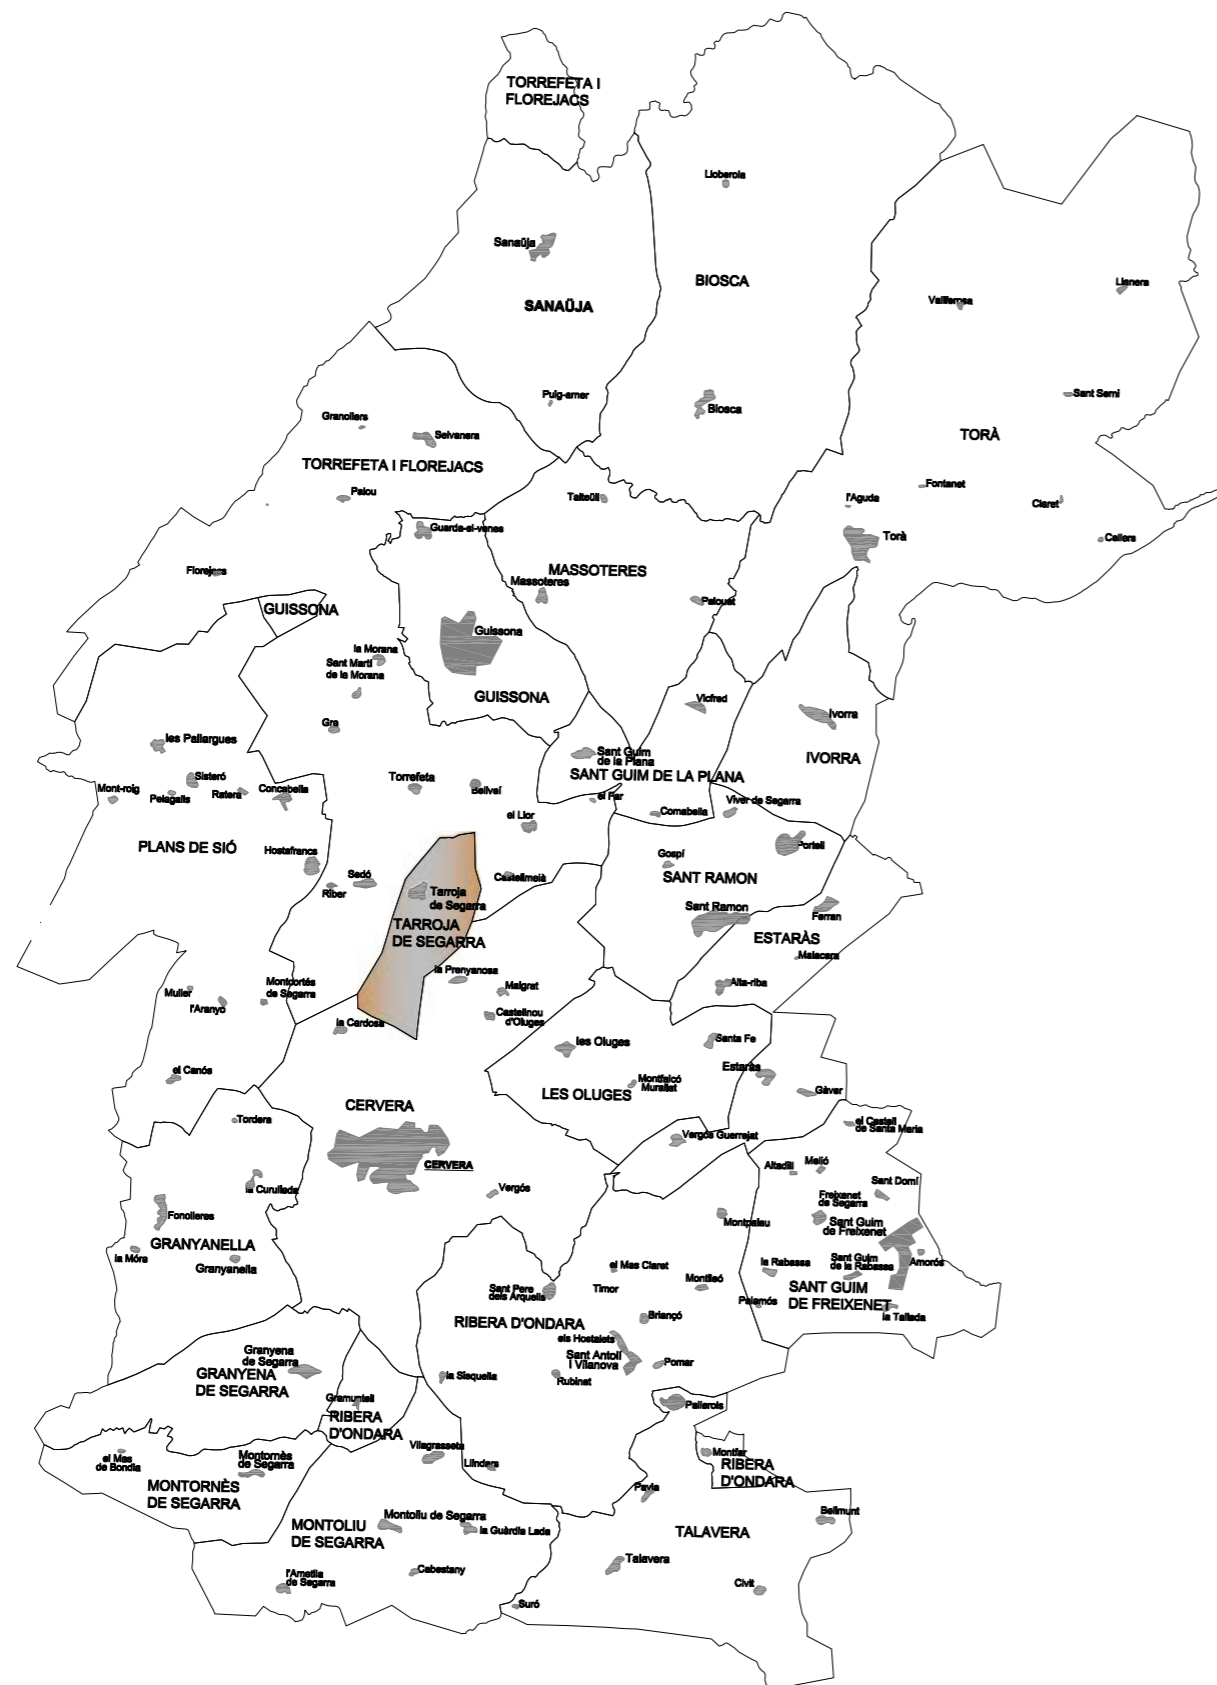 TORREFETA I
FLOREJACS
Lloberola
Sanaüja
BIOSCA
Llanera
Vallferosa
SANAÜJA
Puig-arner
Sant Serni
Biosca
Granollers
Selvanera
TORÀ
TORREFETA I FLOREJACS
Palou
Talteüll
l'Aguda
Fontanet
Claret
Guarda-si-venes
Torà
Cellers
Florejacs
MASSOTERES
Massoteres
GUISSONA
Palouet
Guissona
la Morana
Sant Martí
de la Morana
GUISSONA
Vicfred
Ivorra
Gra
les Pallargues
Sant Guim
de la Plana
IVORRA
SANT GUIM DE LA PLANA
Sisteró
Mont-roig
Pelagalls
Ratera
Concabella
Torrefeta
Bellveí
el Far
Comabella
Viver de Segarra
el Llor
PLANS DE SIÓ
Hostafrancs
Portell
Gospí
SANT RAMON
Sedó
Riber
Castellmeià
Tarroja
de Segarra
Sant Ramon
Ferran
TARROJA
DE SEGARRA
ESTARÀS
Malacara
la Prenyanosa
Malgrat
Alta-riba
Montcortés
de Segarra
Muller
l'Aranyó
Castellnou
d'Oluges
la Cardosa
les Oluges
Santa Fe
el Canós
Montfalcó
Murallat
Estaràs
Gàver
LES OLUGES
CERVERA
Tordera
el Castell
de Santa Maria
Vergós Guerrejat
CERVERA
Altadill
Melió
Sant Domí
la Curullada
Vergós
Freixenet
de Segarra
Fonolleres
Montpalau
Sant Guim
de Freixenet
GRANYANELLA
la Móra
Granyanella
el Mas Claret
la Rabassa
Sant Guim
de la Rabassa
Amorós
Sant Pere
dels Arquells
Timor
Montlleó
SANT GUIM
DE FREIXENET
Palamós
la Tallada
RIBERA D'ONDARA
Briançó
els Hostalets
Granyena
de Segarra
Sant Antolí
i Vilanova
Pomar
GRANYENA
DE SEGARRA
la Sisquella
Rubinat
Gramuntell
RIBERA
D'ONDARA
Pallerols
Vilagrasseta
Montfar
el Mas
de Bondia
Montornès
de Segarra
Llindars
RIBERA
D'ONDARA
MONTORNÈS
DE SEGARRA
Pavia
Montoliu de Segarra
Bellmunt
MONTOLIU
DE SEGARRA
la Guàrdia Lada
TALAVERA
Talavera
l'Ametlla
de Segarra
Cabestany
Civit
Suró